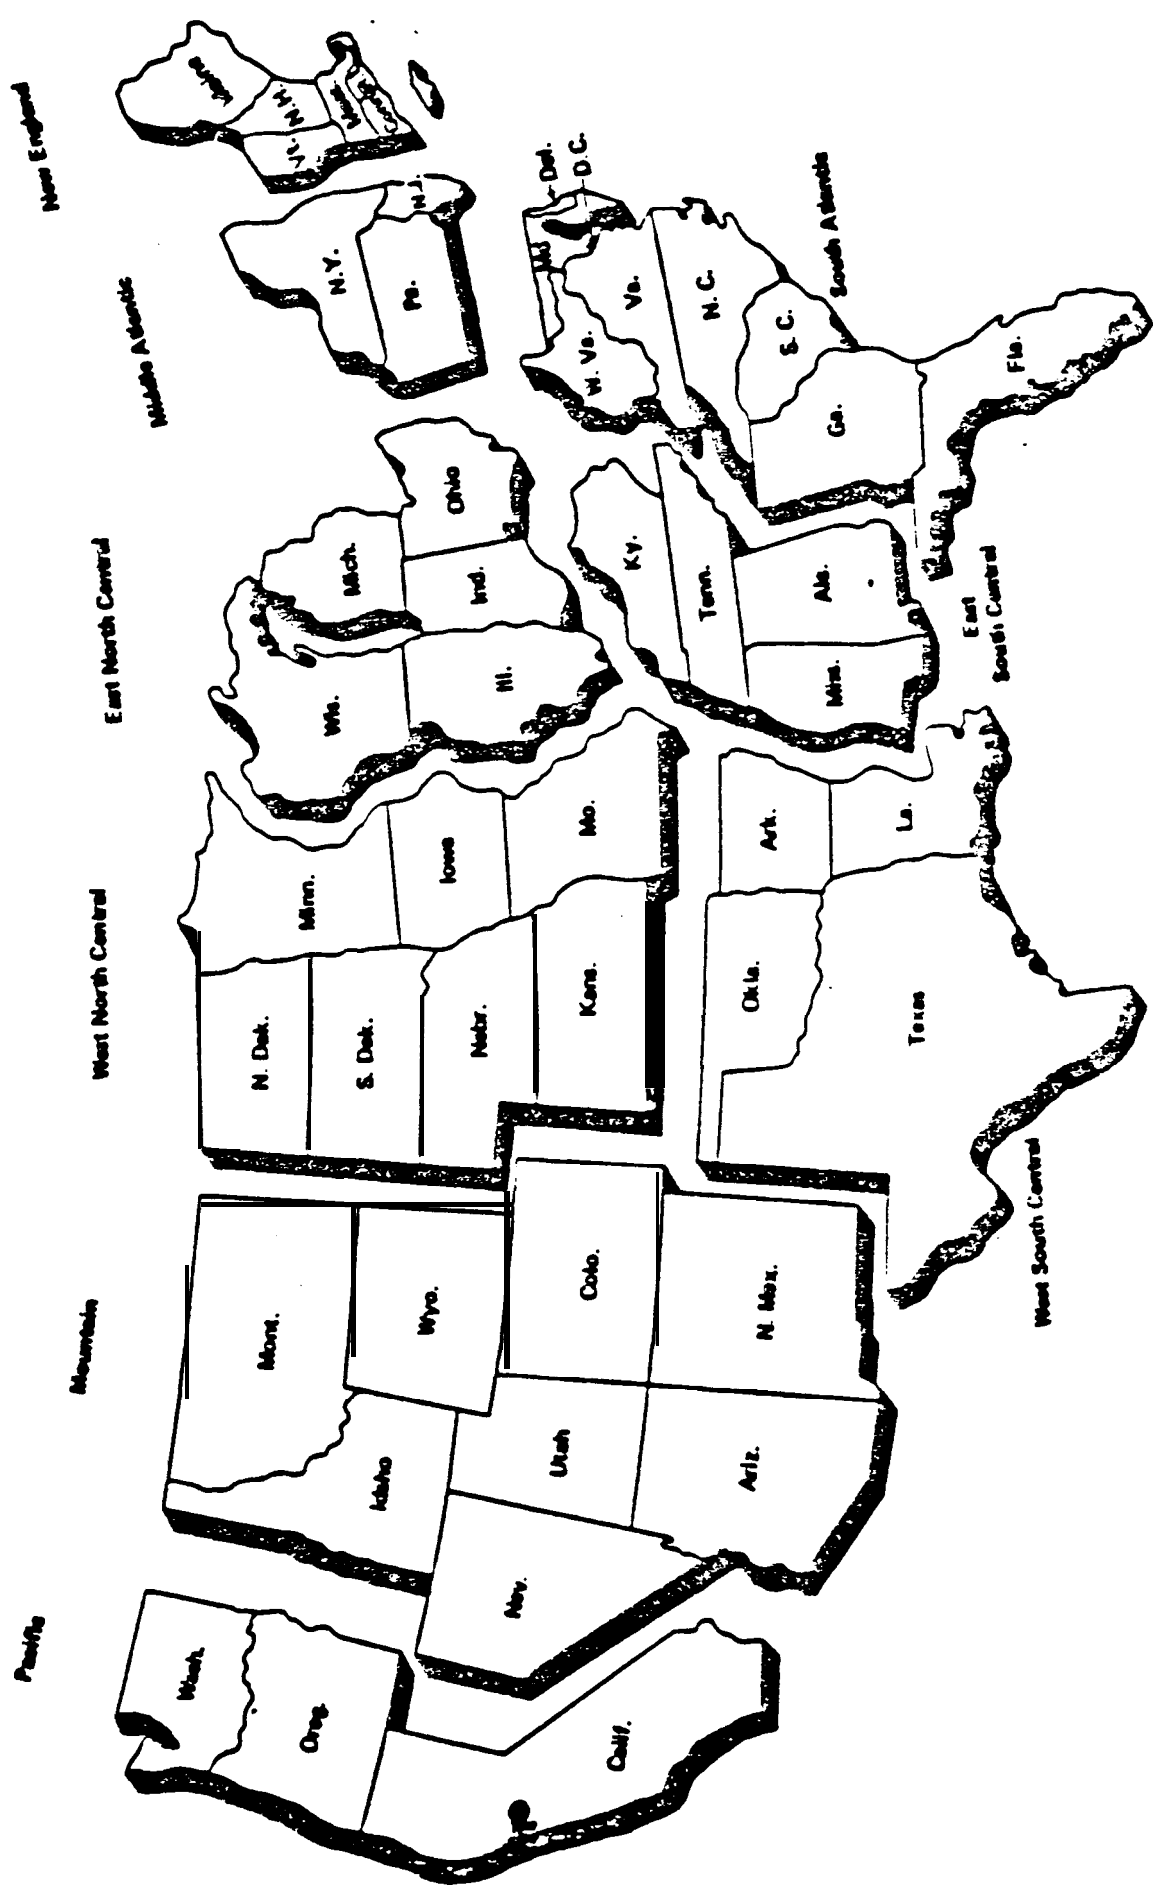 Pacific
Mountain
West North Central
East North Central
Middle Atlantic
New England
Wash.
Oreg.
Calif.
Mont.
Idaho
Wyo.
Nev.
Utah
Colo.
Ariz.
N. Mex.
N. Dak.
S. Dak.
Nebr.
Kans.
Minn.
Iowa
Mo.
Wis.
Mich.
Ill.
Ind.
Ohio
N.Y.
Pa.
N.J.
Maine
N.H.
Vt.
Mass.
Conn.
Okla.
Texas
Ark.
La.
West South Central
Ky.
Tenn.
Miss.
Ala.
East
South Central
Del.
D.C.
Md.
W. Va.
Va.
N. C.
S. C.
Ga.
Fla.
South Atlantic